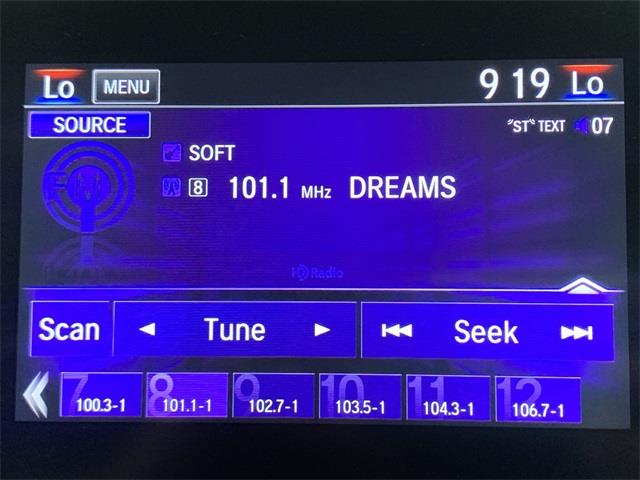 Lo MENU 9 19 Lo
SOURCE "ST" TEXT 07
SOFT
FM 8 101.1 MHz DREAMS
HD Radio
Scan Tune Seek
7 8 9 10 11 12
100.3-1 101.1-1 102.7-1 103.5-1 104.3-1 106.7-1